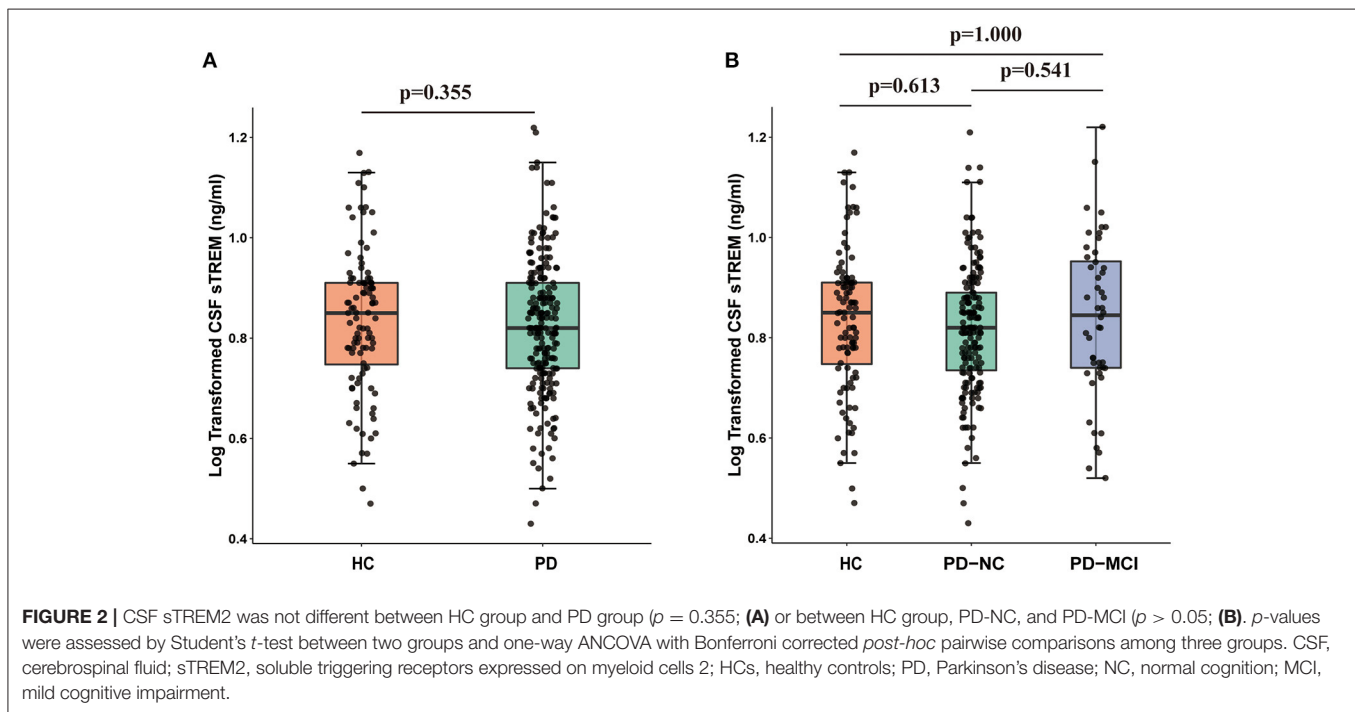 A
p=0.355
Log Transformed CSF sTREM (ng/ml)
1.2
1.0
0.8
0.6
0.4
HC
PD
B
p=1.000
p=0.541
p=0.613
Log Transformed CSF sTREM (ng/ml)
1.2
1.0
0.8
0.6
0.4
HC
PD−NC
PD−MCI
FIGURE 2 | CSF sTREM2 was not different between HC group and PD group (p = 0.355; (A) or between HC group, PD-NC, and PD-MCI (p > 0.05; (B). p-values
were assessed by Student's t-test between two groups and one-way ANCOVA with Bonferroni corrected post-hoc pairwise comparisons among three groups. CSF,
cerebrospinal fluid; sTREM2, soluble triggering receptors expressed on myeloid cells 2; HCs, healthy controls; PD, Parkinson's disease; NC, normal cognition; MCI,
mild cognitive impairment.